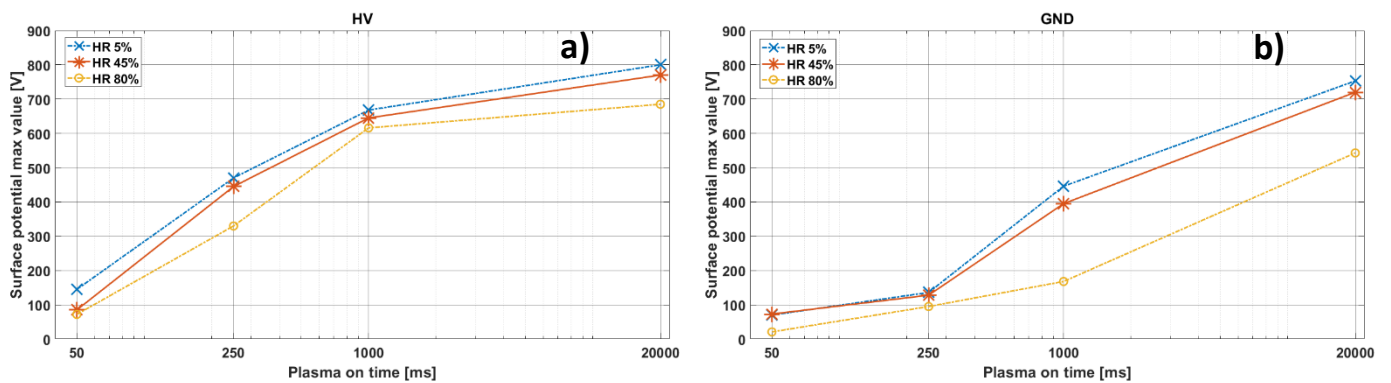 HV
a)
HR 5%
HR 45%
HR 80%
Surface potential max value [V]
900
800
700
600
500
400
300
200
100
0
50
250
1000
20000
Plasma on time [ms]
GND
b)
HR 5%
HR 45%
HR 80%
Surface potential max value [V]
900
800
700
600
500
400
300
200
100
0
50
250
1000
20000
Plasma on time [ms]